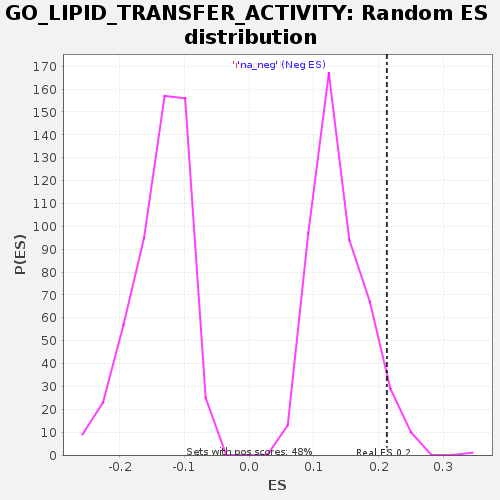 GO_LIPID_TRANSFER_ACTIVITY: Random ES
distribution
'na_neg' (Neg ES)
170
160
150
140
130
120
110
100
90
80
70
60
50
40
30
20
10
0
P(ES)
Sets with pos scores: 48%
Real ES 0.2
-0.2 -0.1 0.0 0.1 0.2 0.3
ES